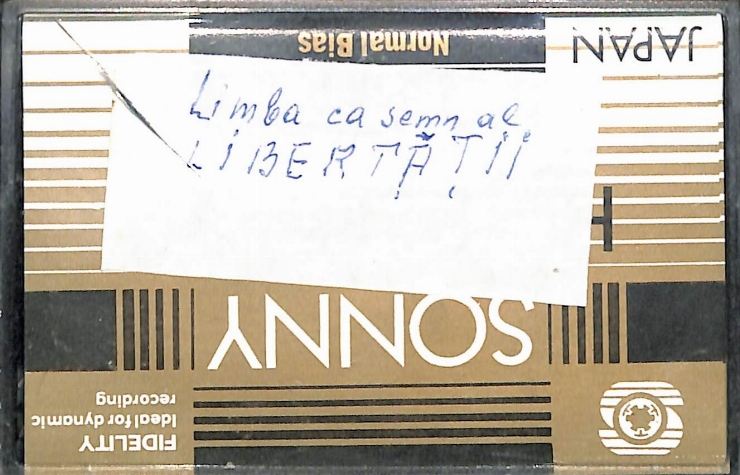 Normal Bias
JAPAN
Limba ca semn al
LIBERTĂȚII
H
SONNY
FIDELITY
Ideal for dynamic
recording